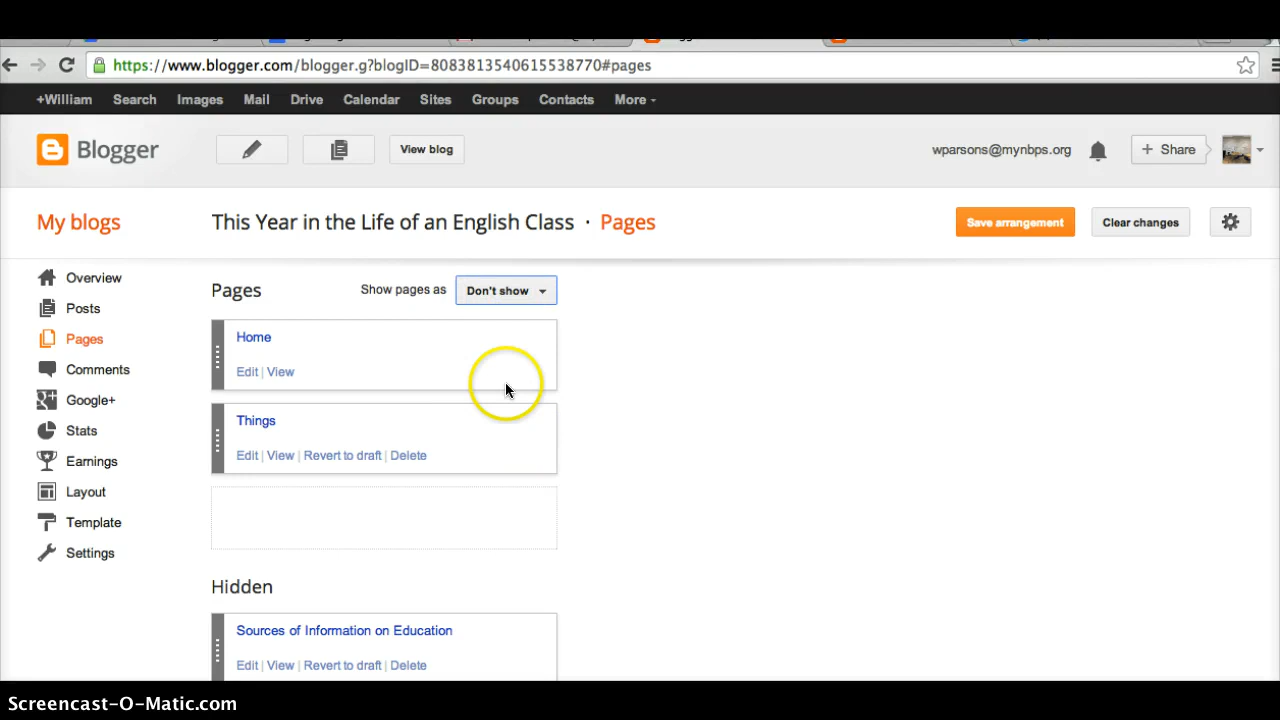 https://www.blogger.com/blogger.g?blogID=8083813540615538770#pages
+William Search Images Mail Drive Calendar Sites Groups Contacts More
Blogger View blog wparsons@mynbps.org + Share
My blogs This Year in the Life of an English Class · Pages Save arrangement Clear changes
Overview
Posts
Pages
Comments
Google+
Stats
Earnings
Layout
Template
Settings
Pages Show pages as Don't show
Home
Edit | View
Things
Edit | View | Revert to draft | Delete
Hidden
Sources of Information on Education
Edit | View | Revert to draft | Delete
Screencast-O-Matic.com